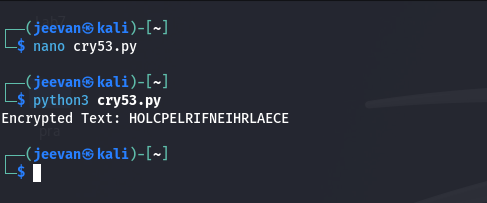 ┌──(jeevan㉿kali)-[~]
└─$ nano cry53.py
┌──(jeevan㉿kali)-[~]
└─$ python3 cry53.py
Encrypted Text: HOLCPELRIFNEIHRLAECE
┌──(jeevan㉿kali)-[~]
└─$